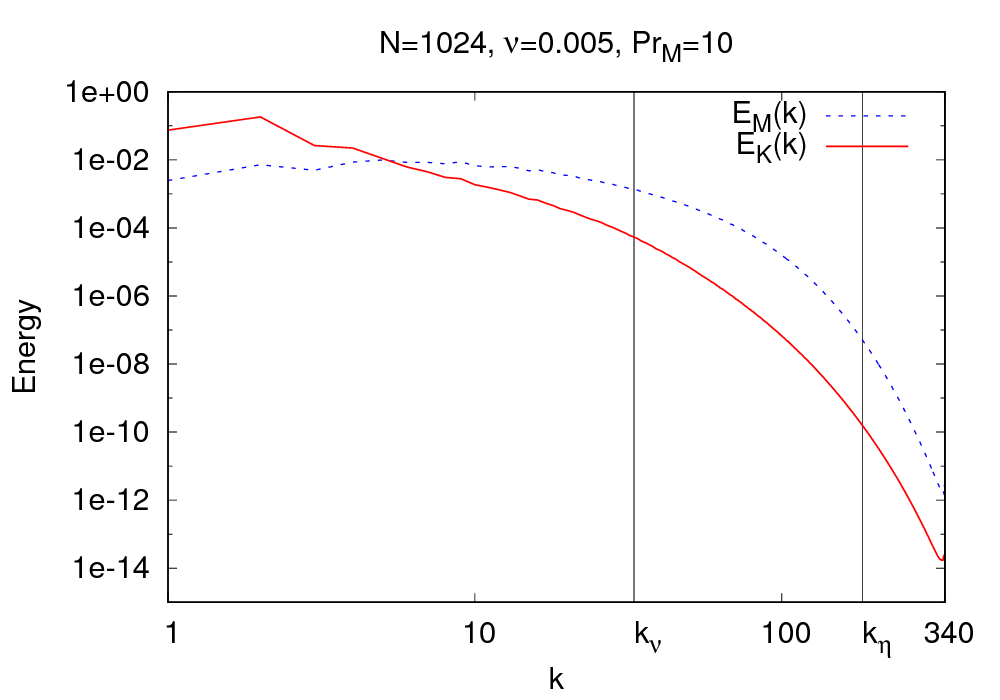 N=1024, ν=0.005, Pr_M=10
E_M(k)
E_K(k)
1e+00
1e-02
1e-04
1e-06
1e-08
1e-10
1e-12
1e-14
Energy
1 10 k_ν 100 k_η 340
k